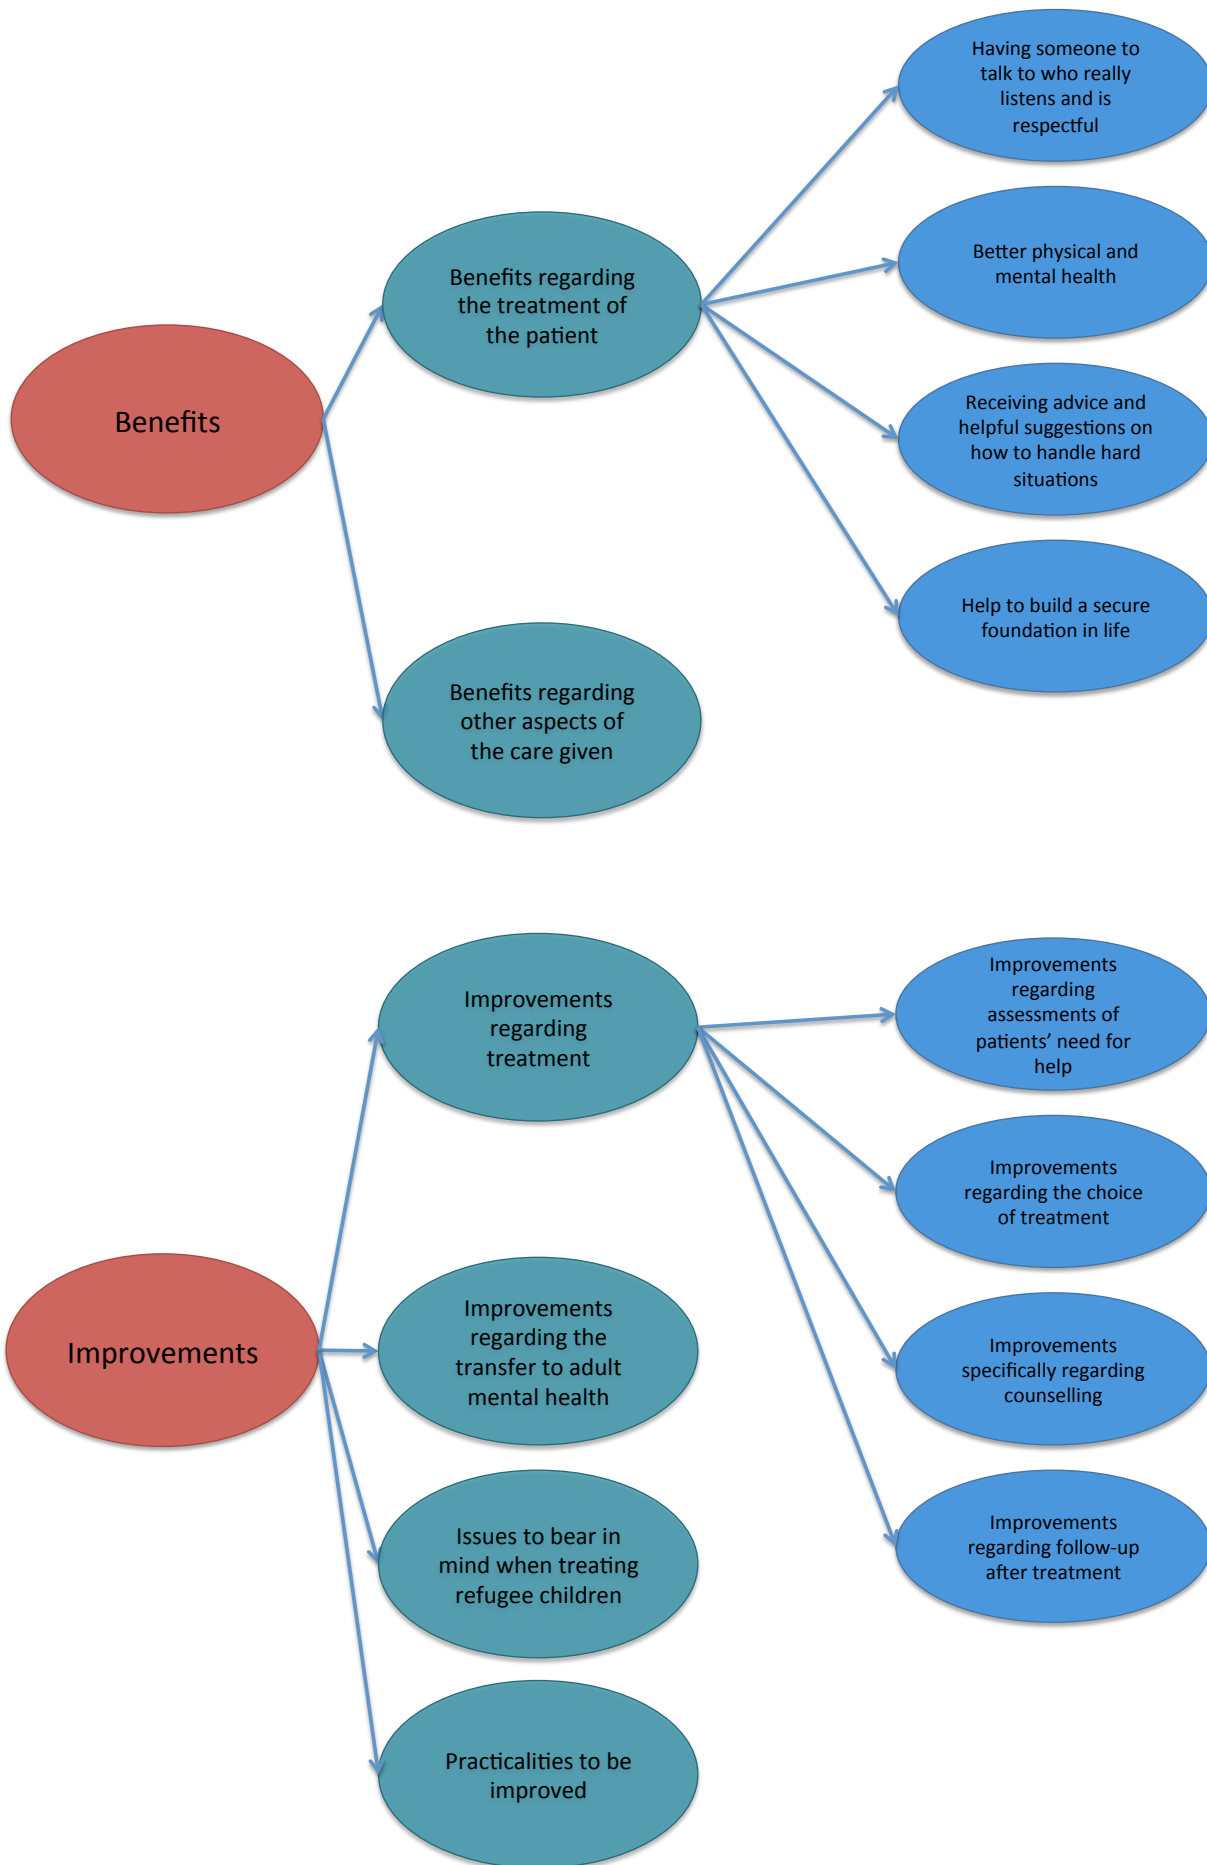 Benefits
Benefits regarding
the treatment of
the patient
Benefits regarding
other aspects of
the care given
Having someone to
talk to who really
listens and is
respectful
Better physical and
mental health
Receiving advice and
helpful suggestions on
how to handle hard
situations
Help to build a secure
foundation in life
Improvements
Improvements
regarding
treatment
Improvements
regarding the
transfer to adult
mental health
Issues to bear in
mind when treating
refugee children
Practicalities to be
improved
Improvements
regarding
assessments of
patients’ need for
help
Improvements
regarding the choice
of treatment
Improvements
specifically regarding
counselling
Improvements
regarding follow-up
after treatment